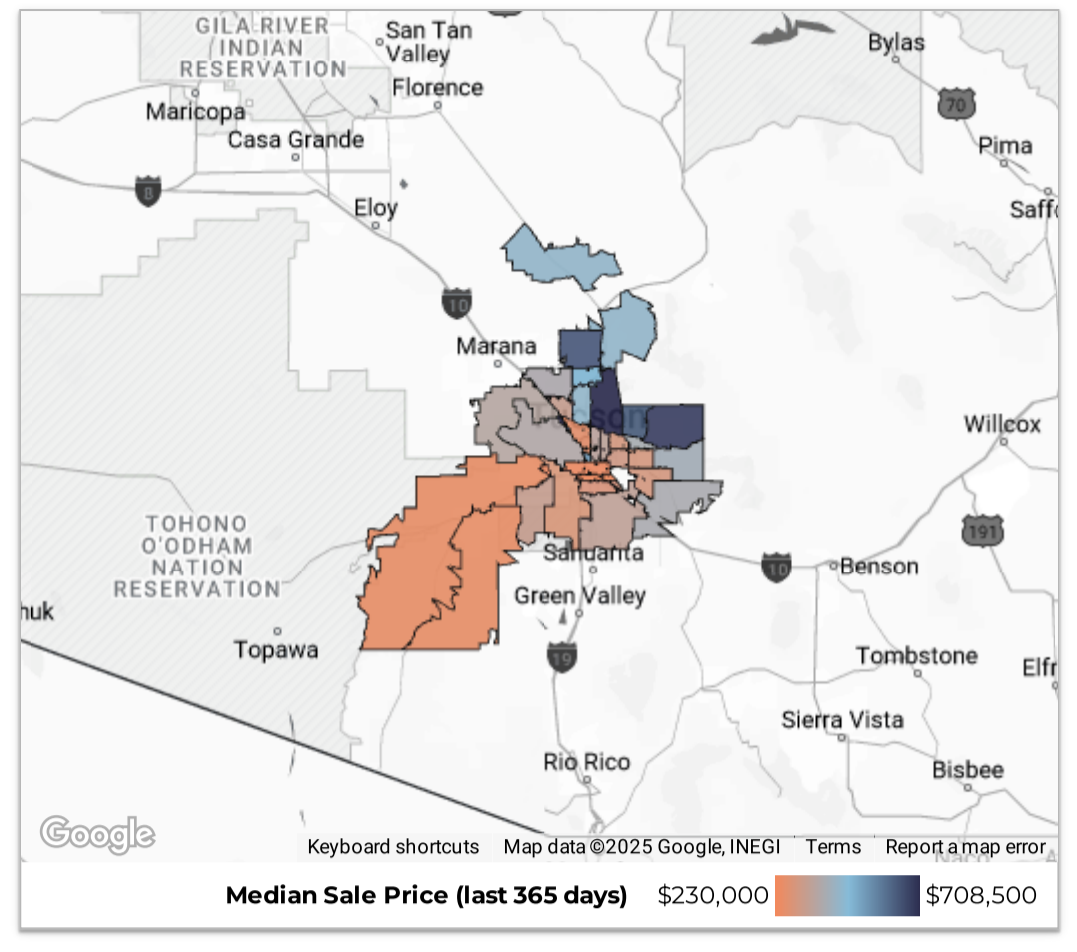 GILA RIVER
INDIAN
RESERVATION
San Tan
Valley
Bylas
Florence
70
Maricopa
Casa Grande
Pima
8
Eloy
10
Marana
Tucson
Willcox
TOHONO
O'ODHAM
NATION
RESERVATION
191
Sahuarita
10
Benson
Green Valley
Topawa
19
Tombstone
Sierra Vista
Rio Rico
Bisbee
Google
Naco
Keyboard shortcuts
Map data ©2025 Google, INEGI
Terms
Report a map error
Median Sale Price (last 365 days)
$230,000
$708,500